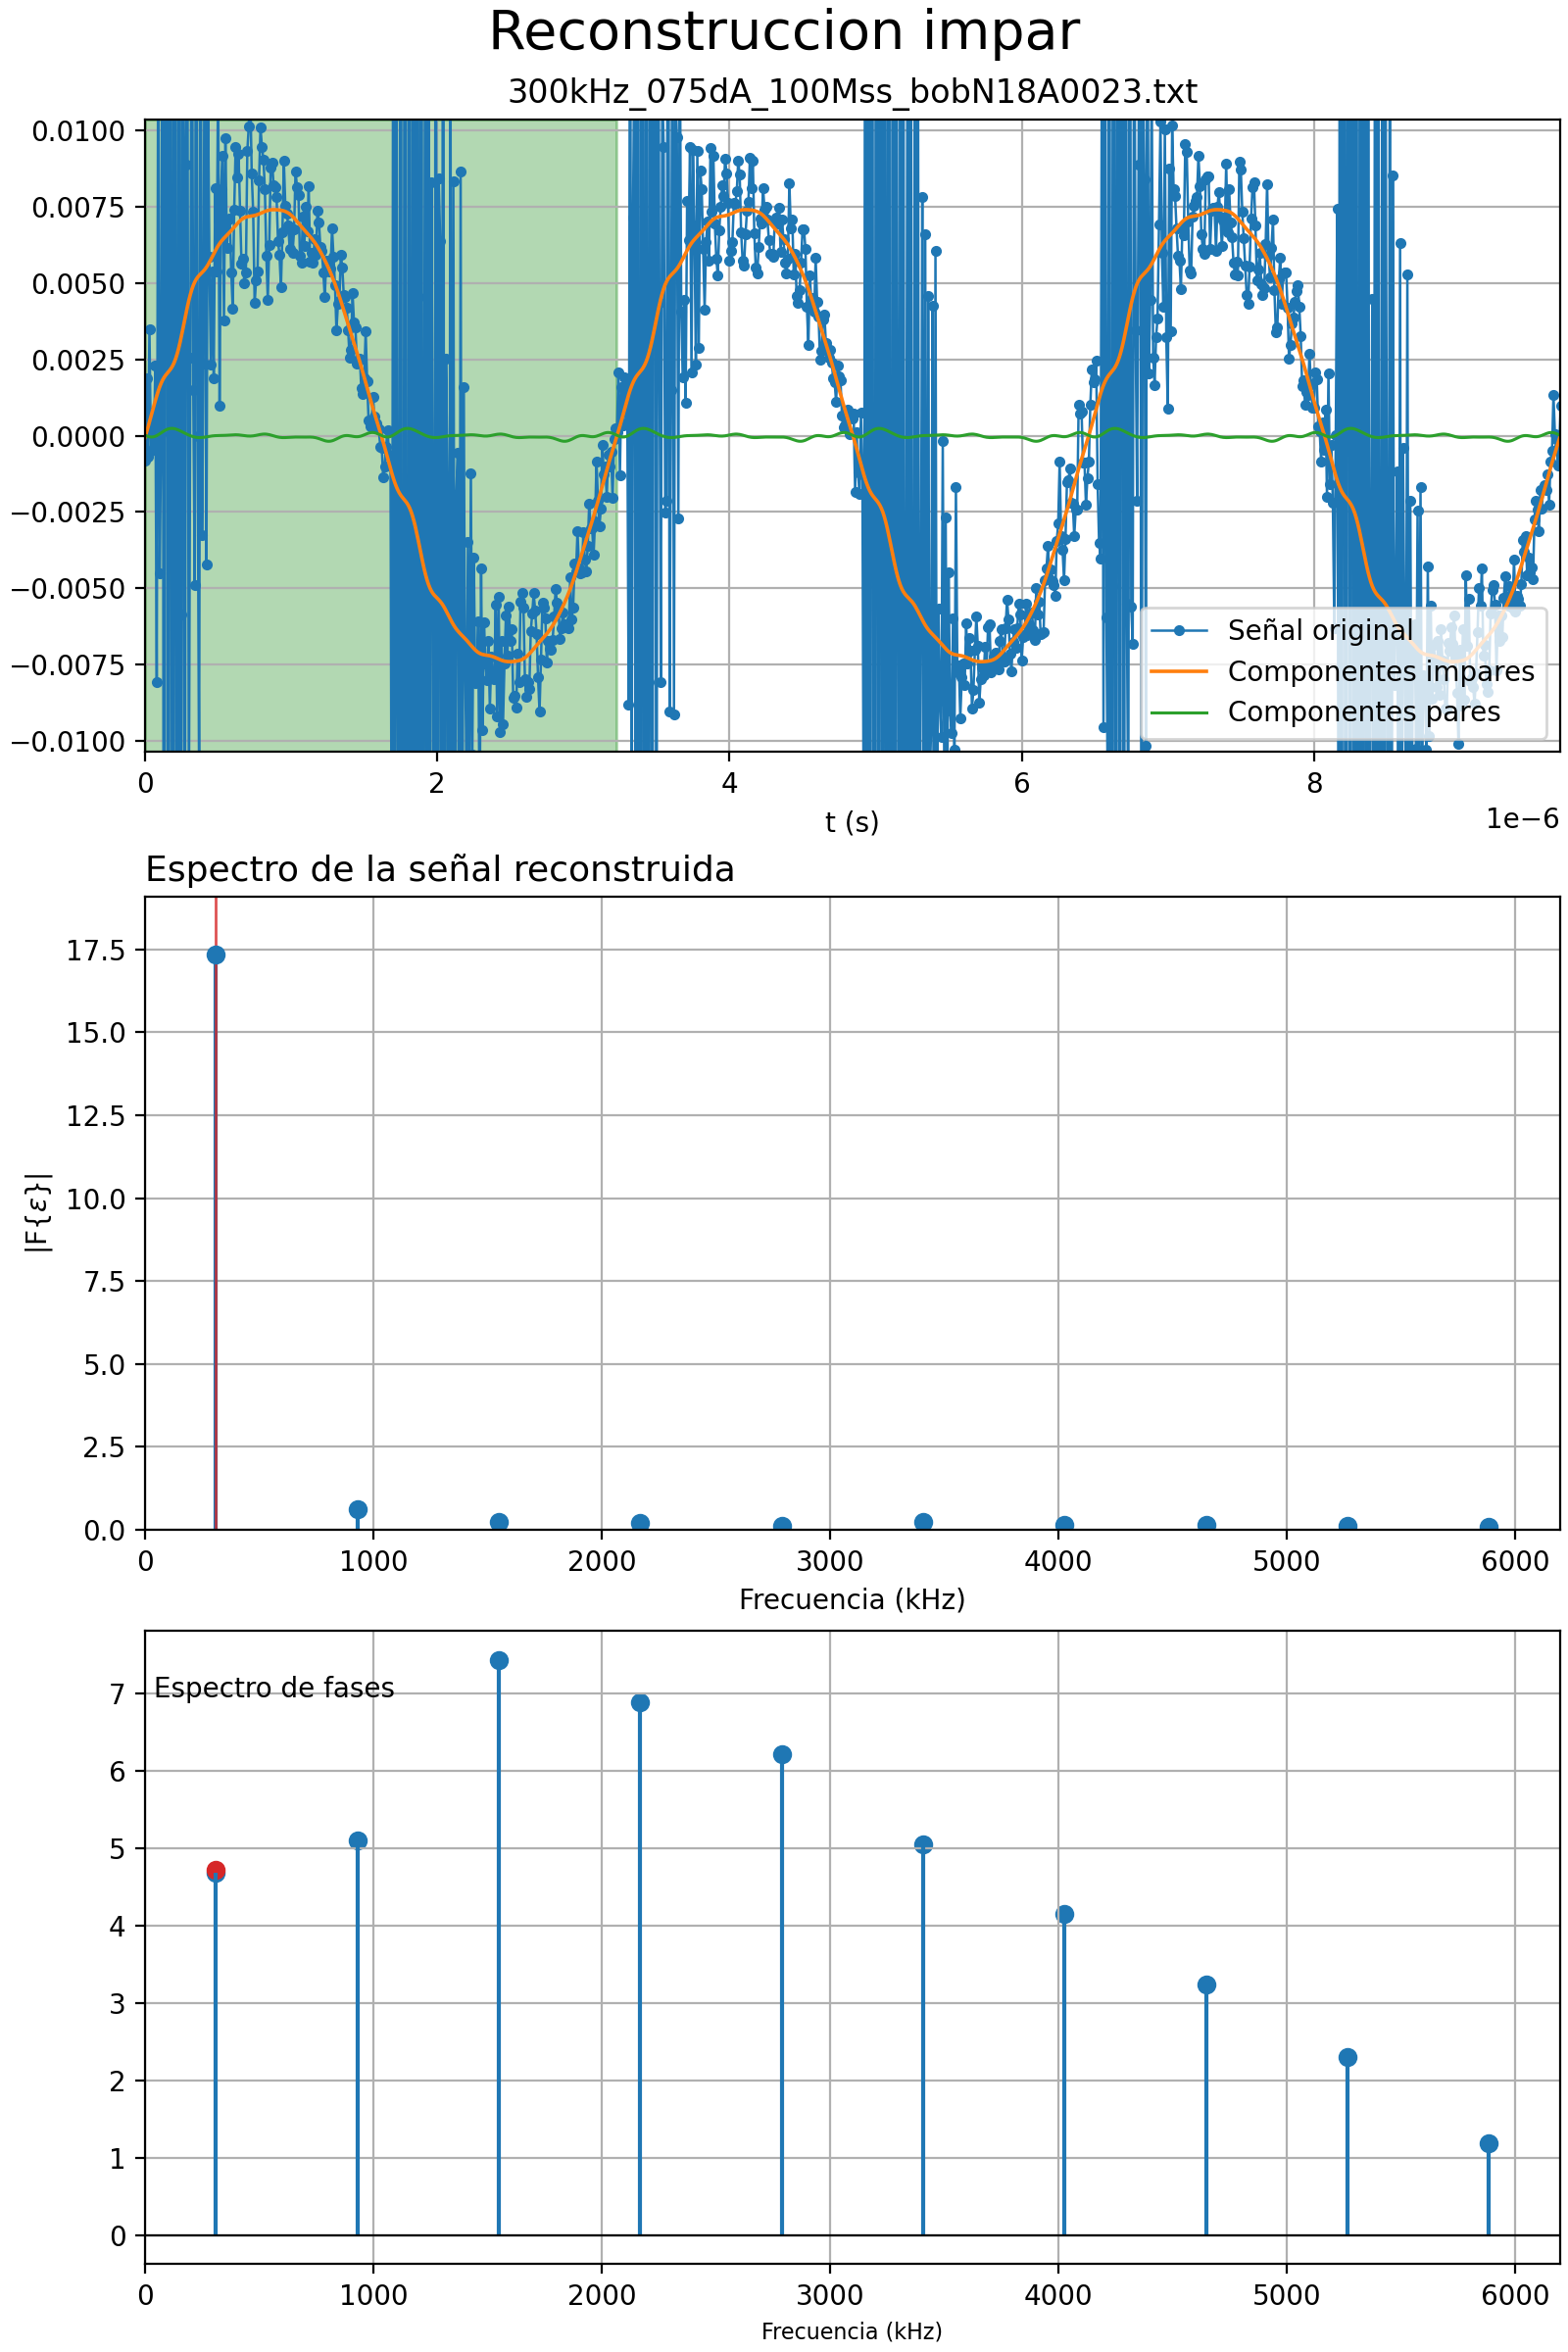 Reconstruccion impar
300kHz_075dA_100Mss_bobN18A0023.txt
0.0100
0.0075
0.0050
0.0025
0.0000
−0.0025
−0.0050
−0.0075
−0.0100
Señal original
Componentes impares
Componentes pares
0 2 4 6 8
t (s)
1e−6
Espectro de la señal reconstruida
17.5
15.0
12.5
10.0
7.5
5.0
2.5
0.0
|F{ε}|
0 1000 2000 3000 4000 5000 6000
Frecuencia (kHz)
Espectro de fases
7
6
5
4
3
2
1
0
0 1000 2000 3000 4000 5000 6000
Frecuencia (kHz)